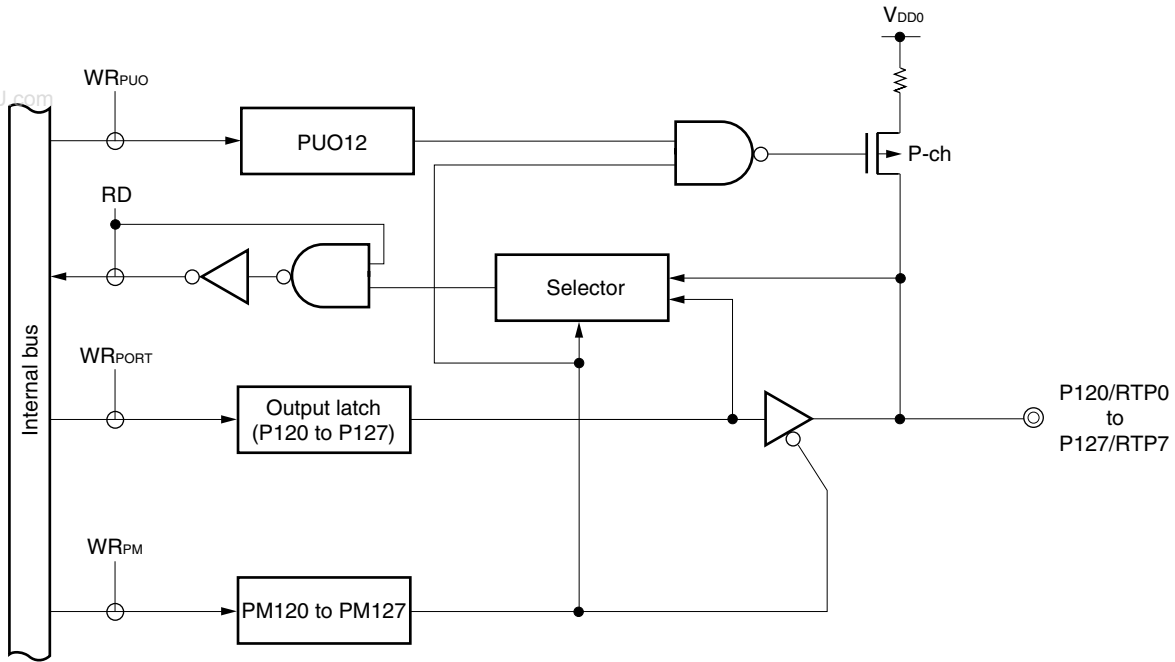 VDD0
WRPUO
J.com
PUO12
P-ch
RD
Selector
Internal bus
WRPORT
Output latch
(P120 to P127)
P120/RTP0
to
P127/RTP7
WRPM
PM120 to PM127